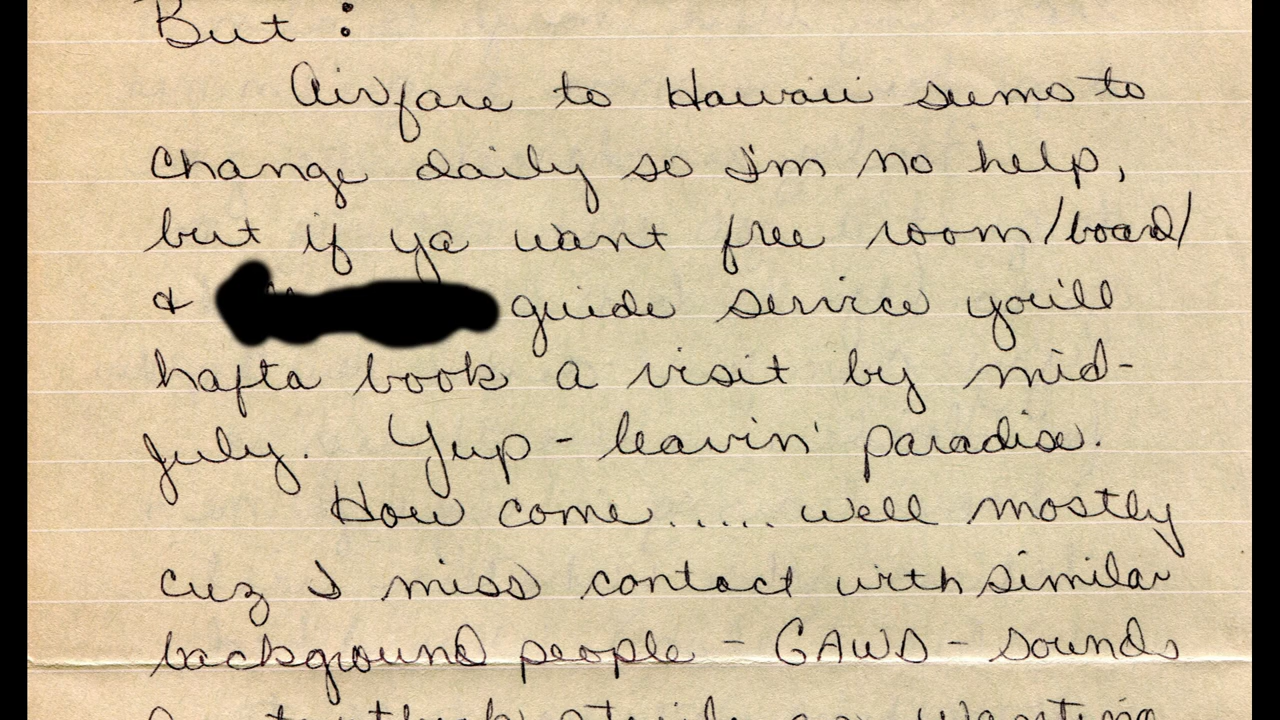 But :
Airfare to Hawaii seems to
change daily so I'm no help,
but if ya want free room/board/
& guide service you'll
hafta book a visit by mid-
July. Yup - leavin' paradise.
How come...... well mostly
cuz I miss contact with similar
background people - GAWD - sounds